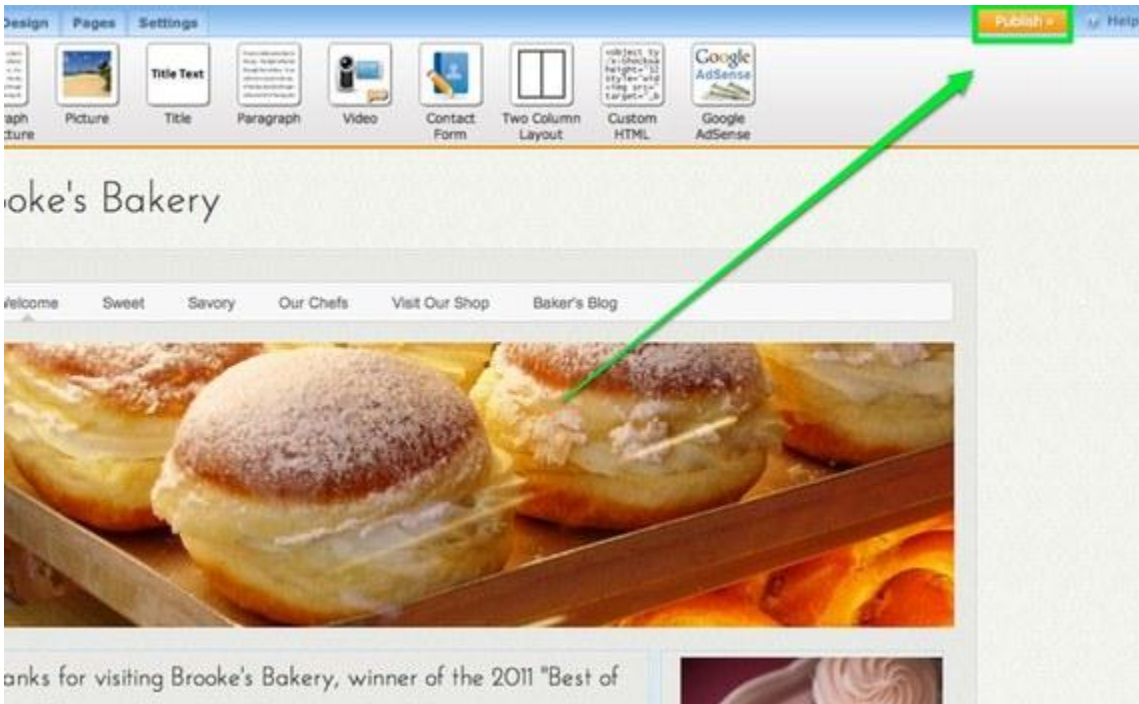 Design Pages Settings Publish » Help
Title Text
Google
AdSense
aph Picture Title Paragraph Video Contact Two Column Custom Google
cture Form Layout HTML AdSense
oke's Bakery
Welcome Sweet Savory Our Chefs Visit Our Shop Baker's Blog
anks for visiting Brooke's Bakery, winner of the 2011 "Best of